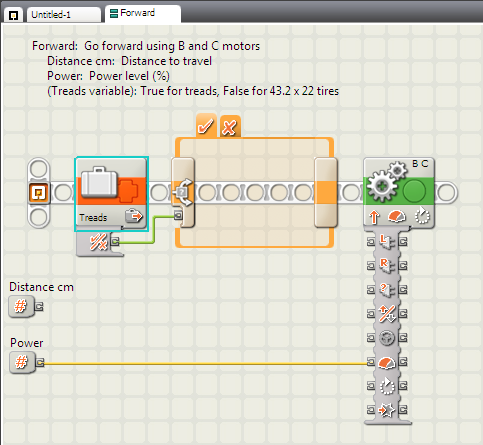 Untitled-1
Forward
Forward: Go forward using B and C motors
Distance cm: Distance to travel
Power: Power level (%)
(Treads variable): True for treads, False for 43.2 x 22 tires
B C
Treads
?
L
R
?
Distance cm
#
Power
#